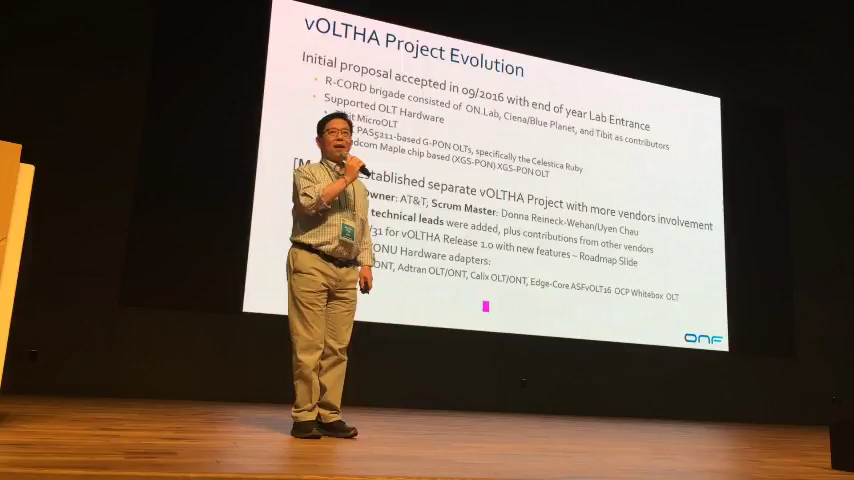 vOLTHA Project Evolution
Initial proposal accepted in 09/2016 with end of year Lab Entrance
R-CORD brigade consisted of ON.Lab, Ciena/Blue Planet, and Tibit as contributors
Supported OLT Hardware
MicroOLT
PAS5211-based G-PON OLTs, specifically the Celestica Ruby
Maple chip based (XGS-PON) XGS-PON OLT
established separate vOLTHA Project with more vendors involvement
Owner: AT&T, Scrum Master: Donna Reineck-Wehan/Uyen Chau
technical leads were added, plus contributions from other vendors
/31 for vOLTHA Release 1.0 with new features – Roadmap Slide
/ONU Hardware adapters:
ONT, Adtran OLT/ONT, Calix OLT/ONT, Edge-Core ASFvOLT16 OCP Whitebox OLT
ONF